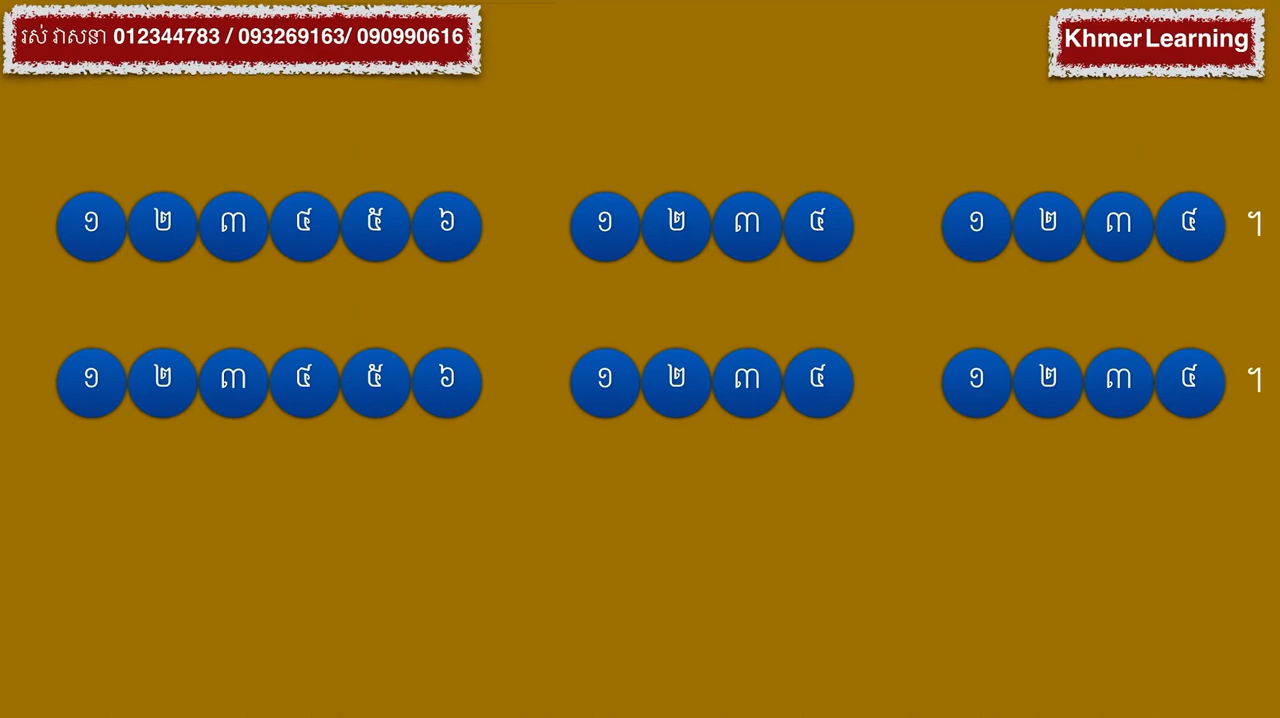 រស់ វាសនា 012344783 / 093269163/ 090990616
Khmer Learning
១ ២ ៣ ៤ ៥ ៦ ១ ២ ៣ ៤ ១ ២ ៣ ៤ ។
១ ២ ៣ ៤ ៥ ៦ ១ ២ ៣ ៤ ១ ២ ៣ ៤ ។